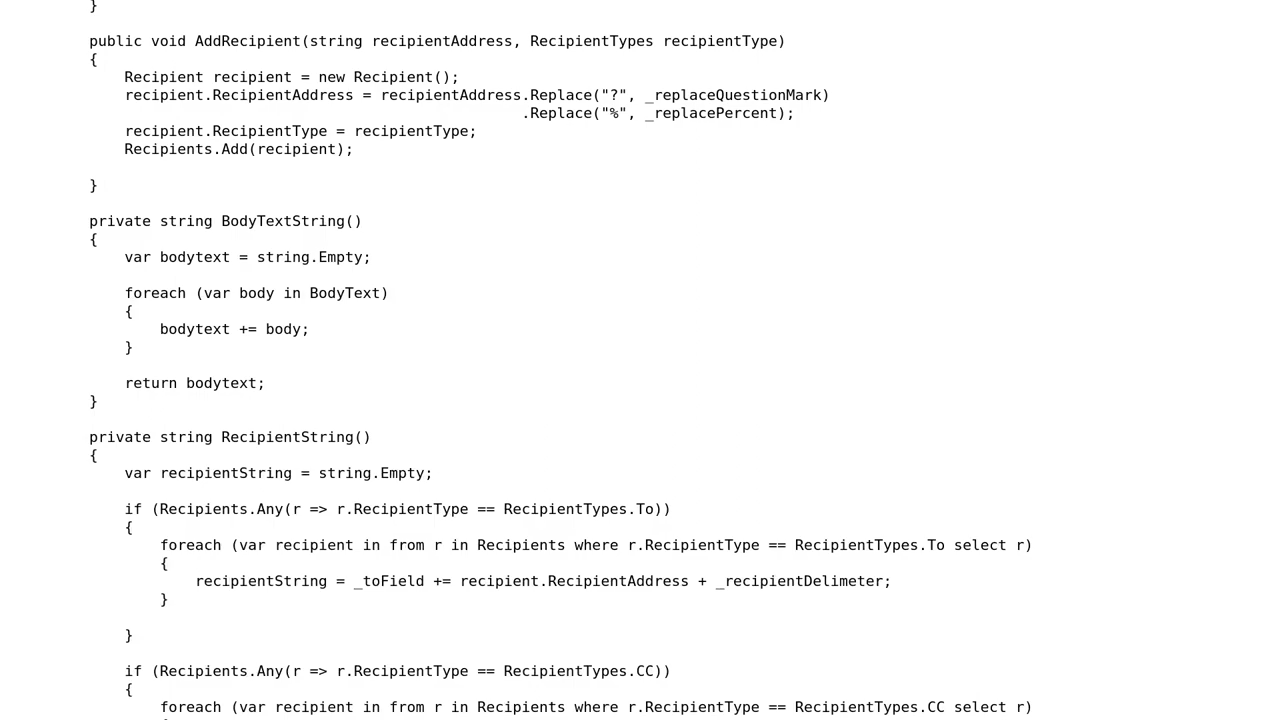 }
public void AddRecipient(string recipientAddress, RecipientTypes recipientType)
{
Recipient recipient = new Recipient();
recipient.RecipientAddress = recipientAddress.Replace("?", _replaceQuestionMark)
.Replace("%", _replacePercent);
recipient.RecipientType = recipientType;
Recipients.Add(recipient);
}
private string BodyTextString()
{
var bodytext = string.Empty;
foreach (var body in BodyText)
{
bodytext += body;
}
return bodytext;
}
private string RecipientString()
{
var recipientString = string.Empty;
if (Recipients.Any(r => r.RecipientType == RecipientTypes.To))
{
foreach (var recipient in from r in Recipients where r.RecipientType == RecipientTypes.To select r)
{
recipientString = _toField += recipient.RecipientAddress + _recipientDelimeter;
}
}
if (Recipients.Any(r => r.RecipientType == RecipientTypes.CC))
{
foreach (var recipient in from r in Recipients where r.RecipientType == RecipientTypes.CC select r)